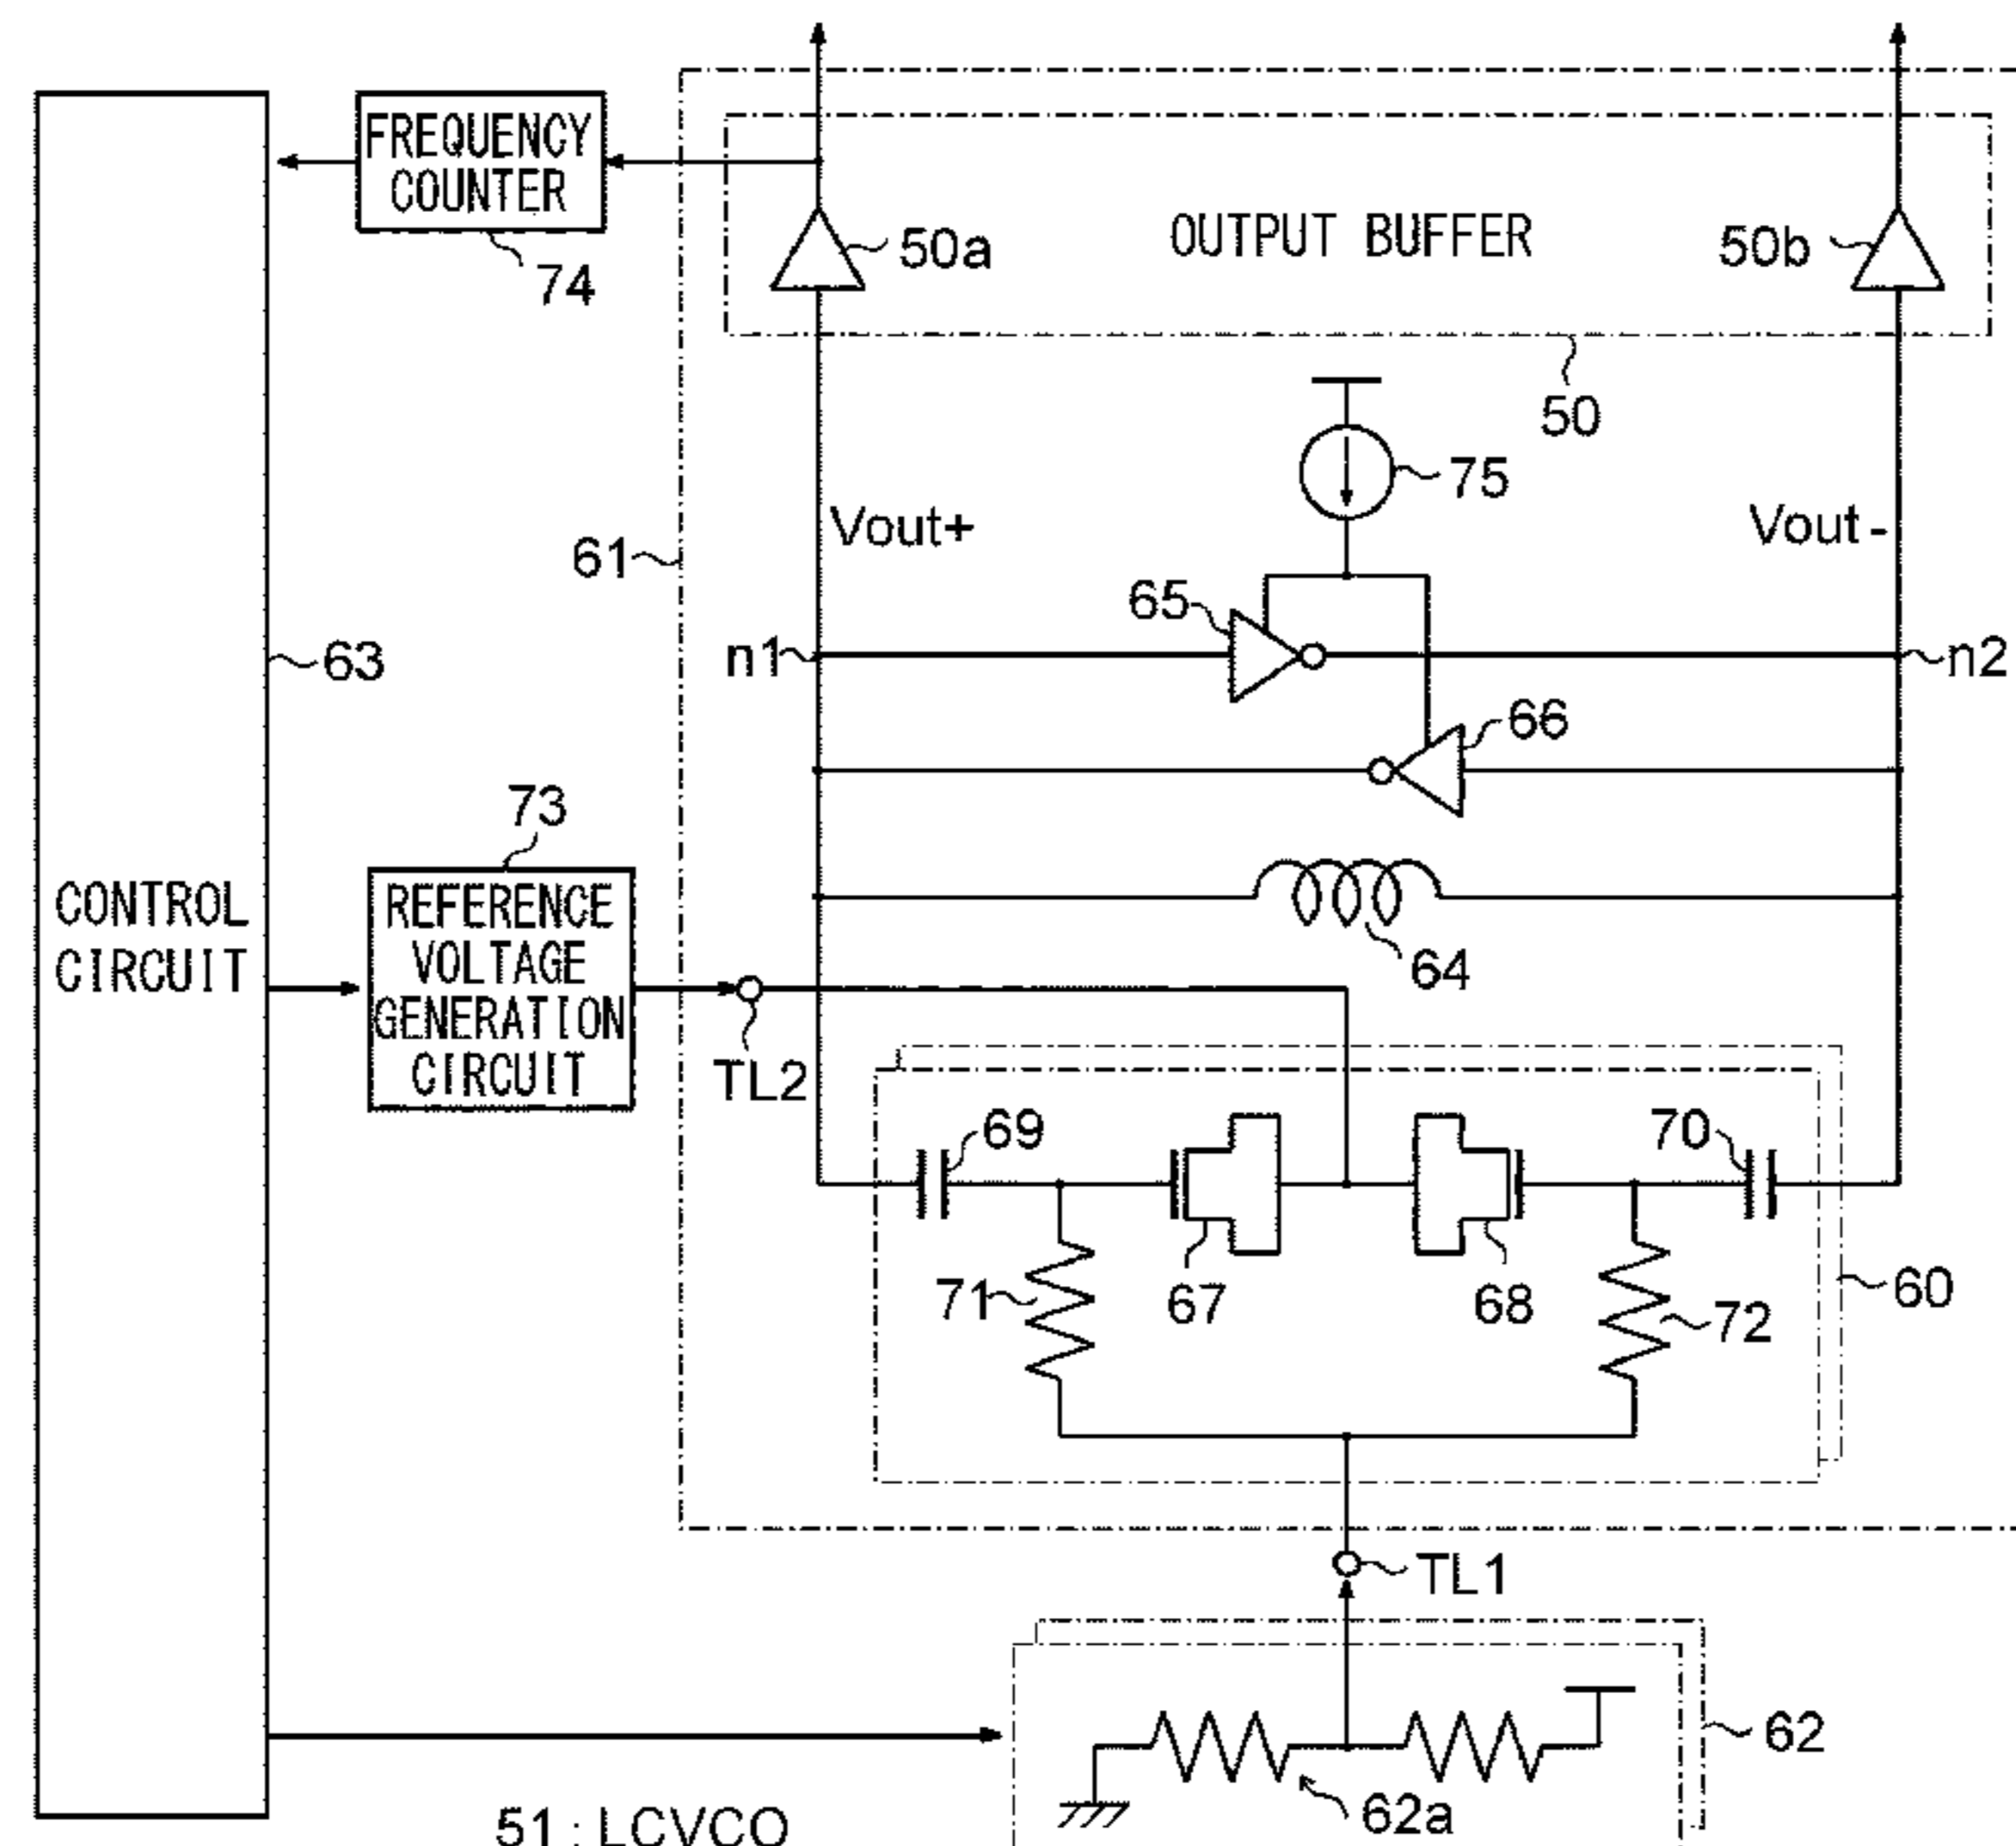 FREQUENCY
COUNTER
74
50a
OUTPUT BUFFER
50b
50
75
Vout+
Vout-
61
65
n1
n2
63
66
73
CONTROL
CIRCUIT
REFERENCE
VOLTAGE
GENERATION
CIRCUIT
64
TL2
69
70
71
67
68
72
60
TL1
62
62a
51 : LCVCO